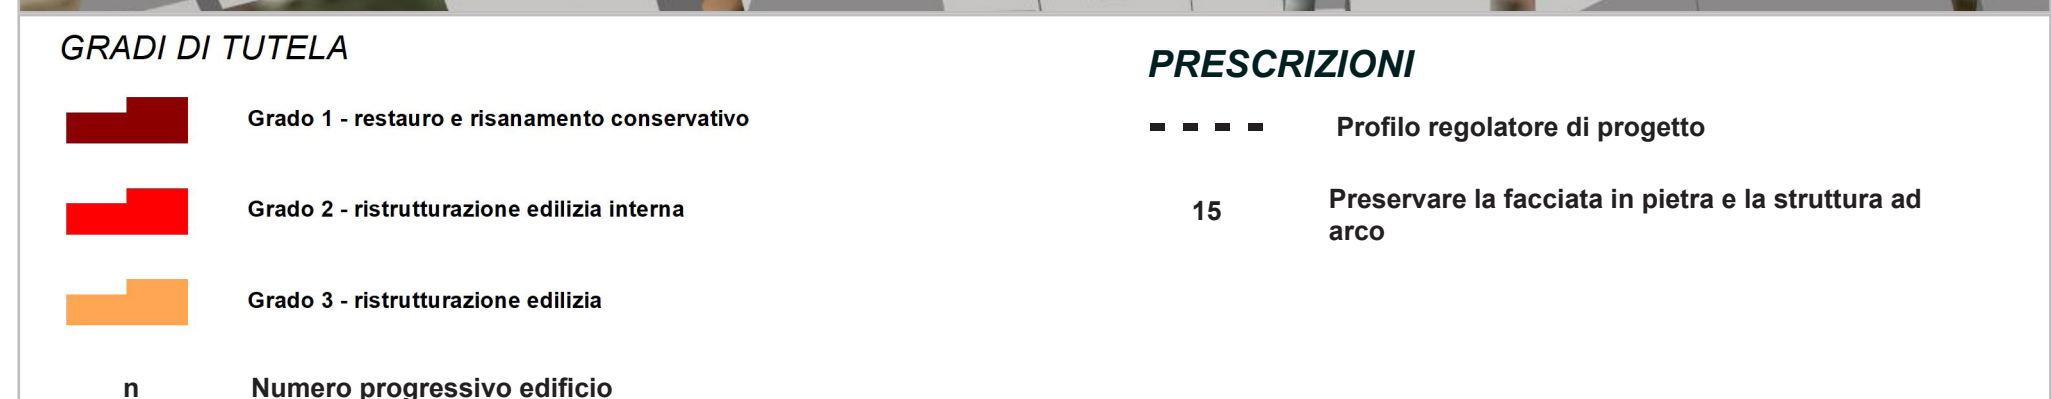 GRADI DI TUTELA
Grado 1 - restauro e risanamento conservativo
Grado 2 - ristrutturazione edilizia interna
Grado 3 - ristrutturazione edilizia
n Numero progressivo edificio
PRESCRIZIONI
Profilo regolatore di progetto
15 Preservare la facciata in pietra e la struttura ad
arco